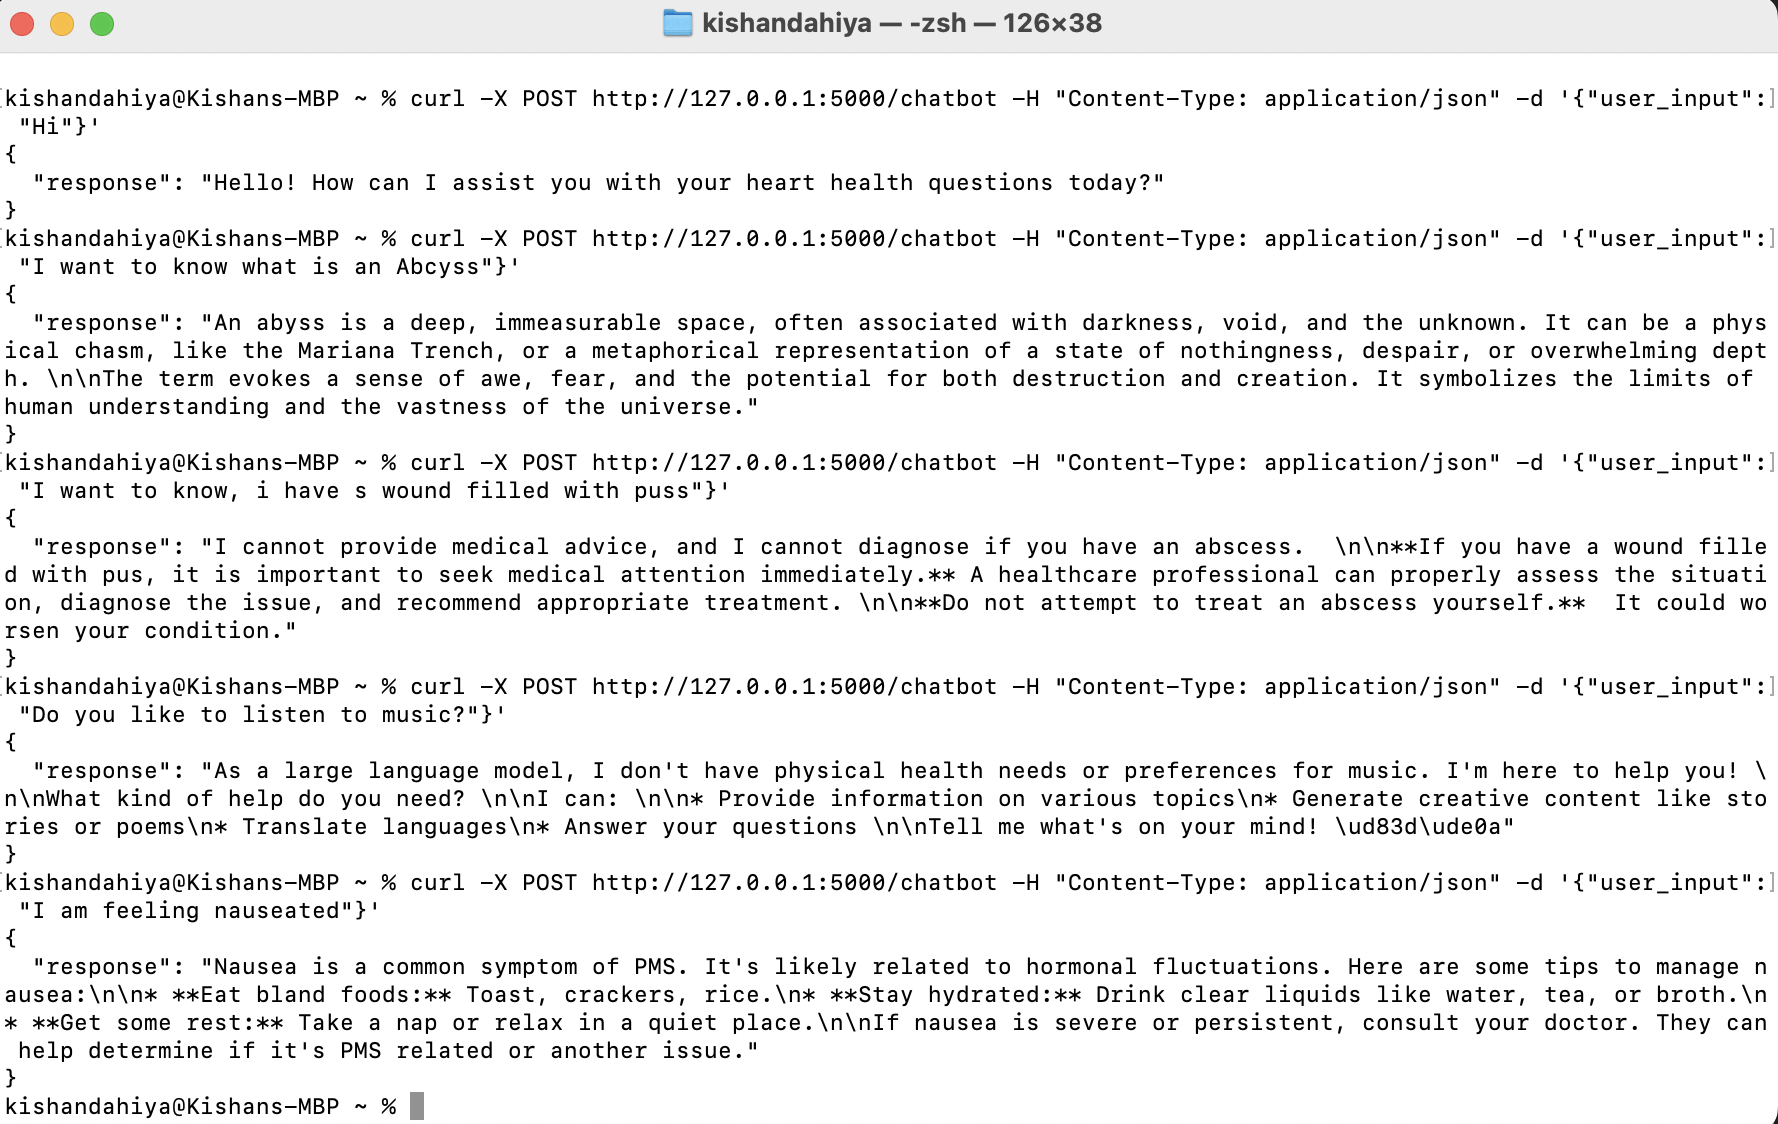 kishandahiya — -zsh — 126×38
kishandahiya@Kishans-MBP ~ % curl -X POST http://127.0.0.1:5000/chatbot -H "Content-Type: application/json" -d '{"user_input":
 "Hi"}'
{
  "response": "Hello! How can I assist you with your heart health questions today?"
}
kishandahiya@Kishans-MBP ~ % curl -X POST http://127.0.0.1:5000/chatbot -H "Content-Type: application/json" -d '{"user_input":
 "I want to know what is an Abcyss"}'
{
  "response": "An abyss is a deep, immeasurable space, often associated with darkness, void, and the unknown. It can be a phys
ical chasm, like the Mariana Trench, or a metaphorical representation of a state of nothingness, despair, or overwhelming dept
h. \n\nThe term evokes a sense of awe, fear, and the potential for both destruction and creation. It symbolizes the limits of
human understanding and the vastness of the universe."
}
kishandahiya@Kishans-MBP ~ % curl -X POST http://127.0.0.1:5000/chatbot -H "Content-Type: application/json" -d '{"user_input":
 "I want to know, i have s wound filled with puss"}'
{
  "response": "I cannot provide medical advice, and I cannot diagnose if you have an abscess.  \n\n**If you have a wound fille
d with pus, it is important to seek medical attention immediately.** A healthcare professional can properly assess the situati
on, diagnose the issue, and recommend appropriate treatment. \n\n**Do not attempt to treat an abscess yourself.**  It could wo
rsen your condition."
}
kishandahiya@Kishans-MBP ~ % curl -X POST http://127.0.0.1:5000/chatbot -H "Content-Type: application/json" -d '{"user_input":
 "Do you like to listen to music?"}'
{
  "response": "As a large language model, I don't have physical health needs or preferences for music. I'm here to help you! \
n\nWhat kind of help do you need? \n\nI can: \n\n* Provide information on various topics\n* Generate creative content like sto
ries or poems\n* Translate languages\n* Answer your questions \n\nTell me what's on your mind! \ud83d\ude0a"
}
kishandahiya@Kishans-MBP ~ % curl -X POST http://127.0.0.1:5000/chatbot -H "Content-Type: application/json" -d '{"user_input":
 "I am feeling nauseated"}'
{
  "response": "Nausea is a common symptom of PMS. It's likely related to hormonal fluctuations. Here are some tips to manage n
ausea:\n\n* **Eat bland foods:** Toast, crackers, rice.\n* **Stay hydrated:** Drink clear liquids like water, tea, or broth.\n
* **Get some rest:** Take a nap or relax in a quiet place.\n\nIf nausea is severe or persistent, consult your doctor. They can
 help determine if it's PMS related or another issue."
}
kishandahiya@Kishans-MBP ~ %